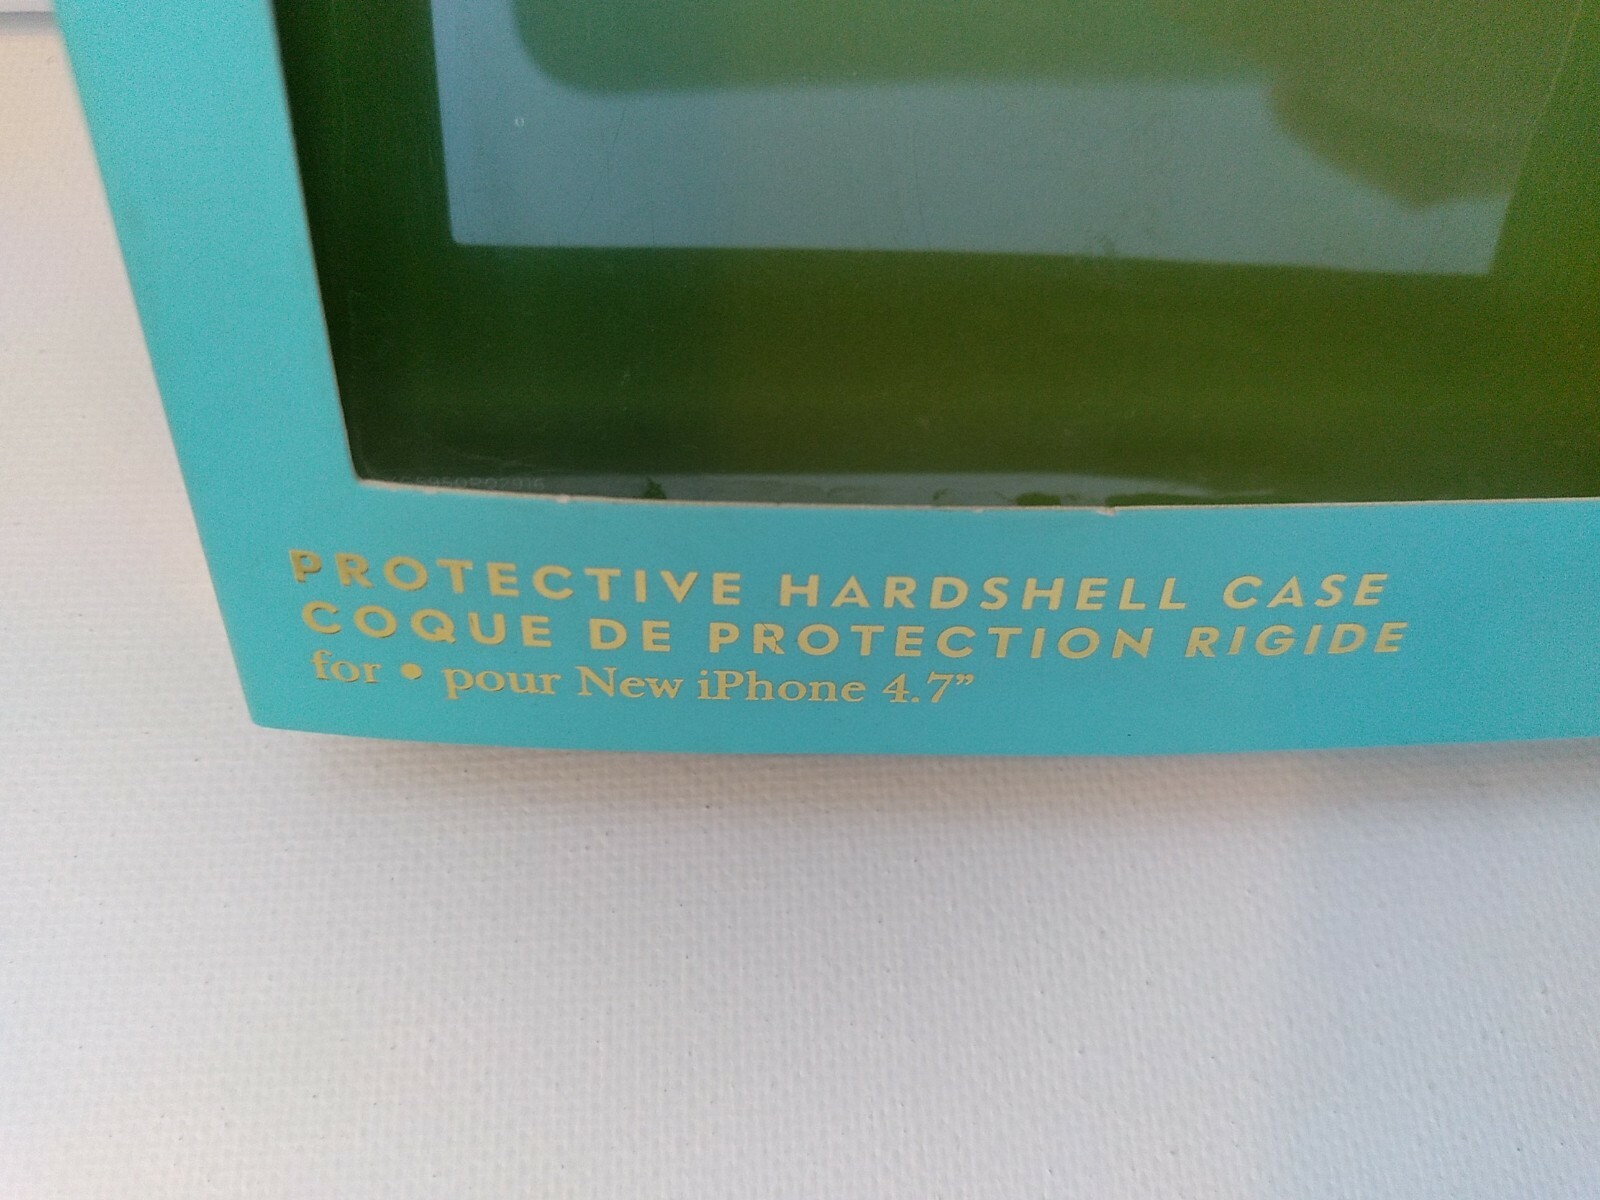 PROTECTIVE HARDSHELL CASE
COQUE DE PROTECTION RIGIDE
for • pour New iPhone 4.7”